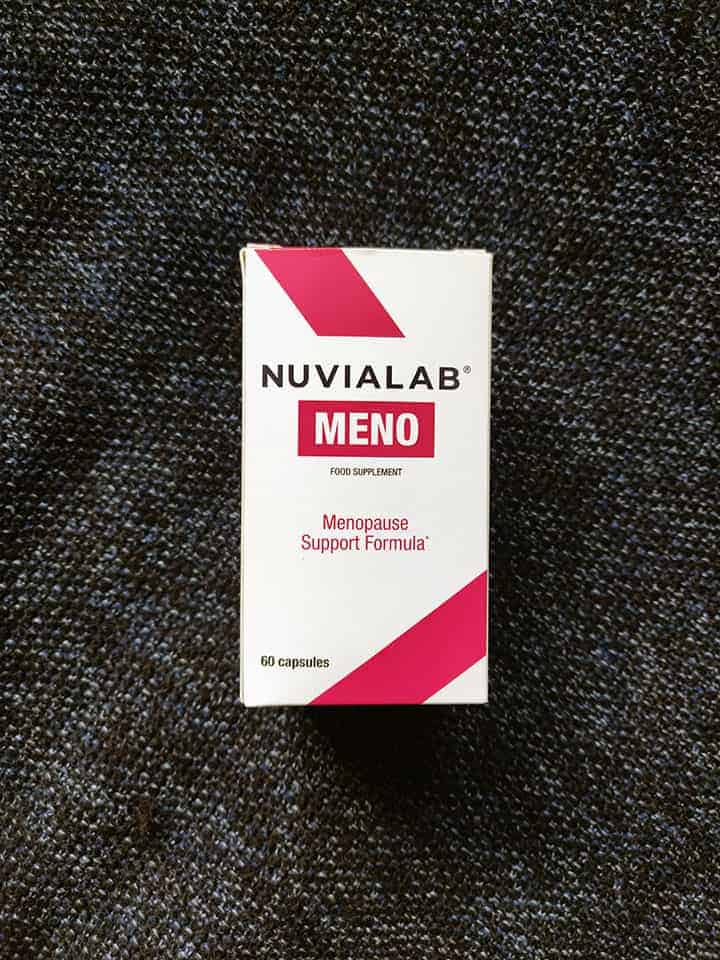 NUVIALAB®
MENO
FOOD SUPPLEMENT
Menopause
Support Formula*
60 capsules